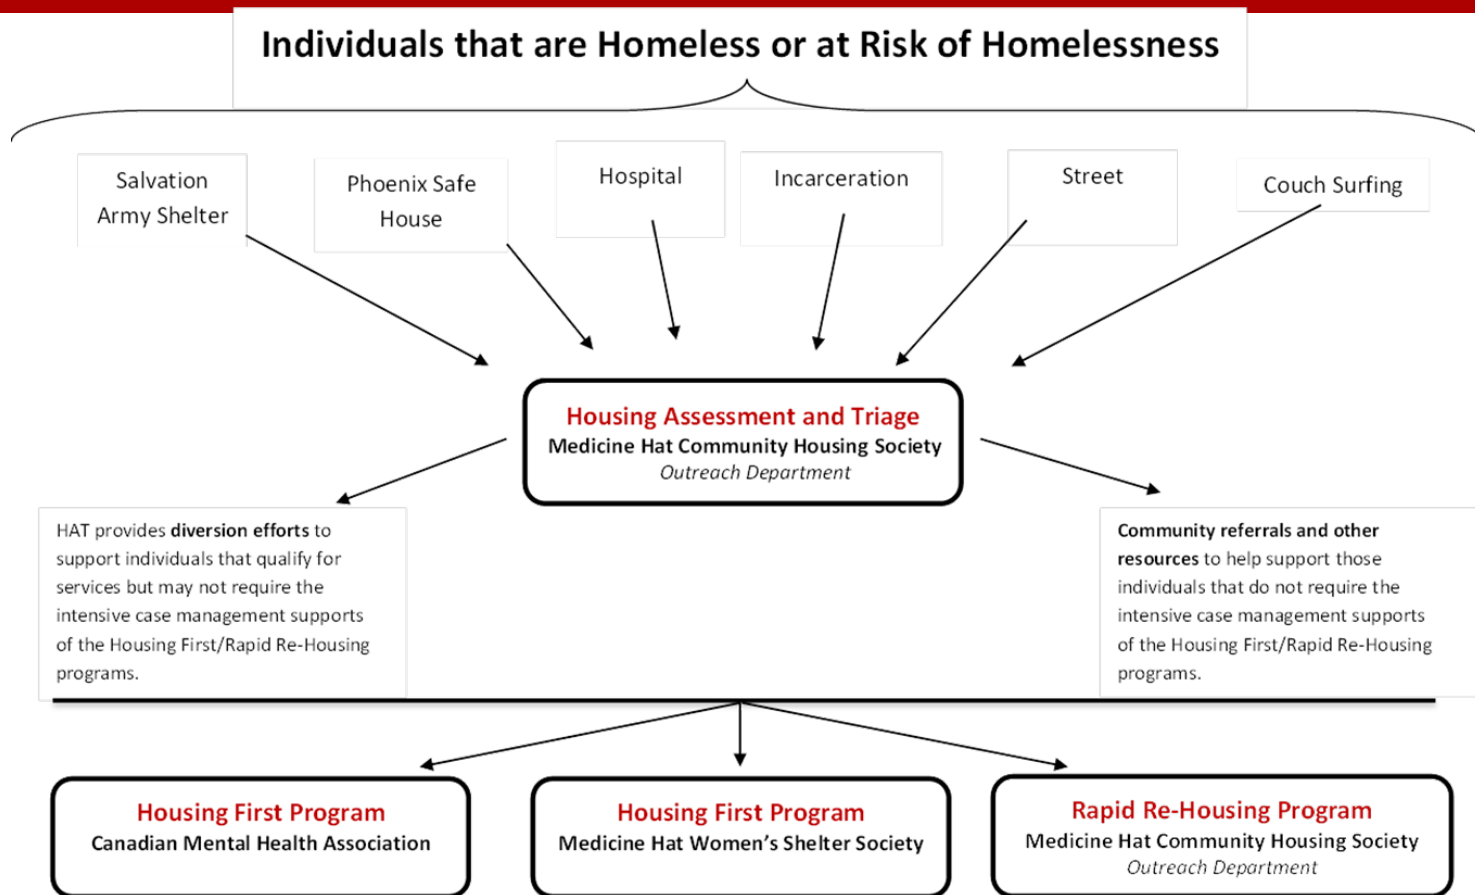 Individuals that are Homeless or at Risk of Homelessness
Salvation
Army Shelter
Phoenix Safe
House
Hospital
Incarceration
Street
Couch Surfing
Housing Assessment and Triage
Medicine Hat Community Housing Society
Outreach Department
HAT provides diversion efforts to
support individuals that qualify for
services but may not require the
intensive case management supports
of the Housing First/Rapid Re-Housing
programs.
Community referrals and other
resources to help support those
individuals that do not require the
intensive case management supports
of the Housing First/Rapid Re-Housing
programs.
Housing First Program
Canadian Mental Health Association
Housing First Program
Medicine Hat Women’s Shelter Society
Rapid Re-Housing Program
Medicine Hat Community Housing Society
Outreach Department